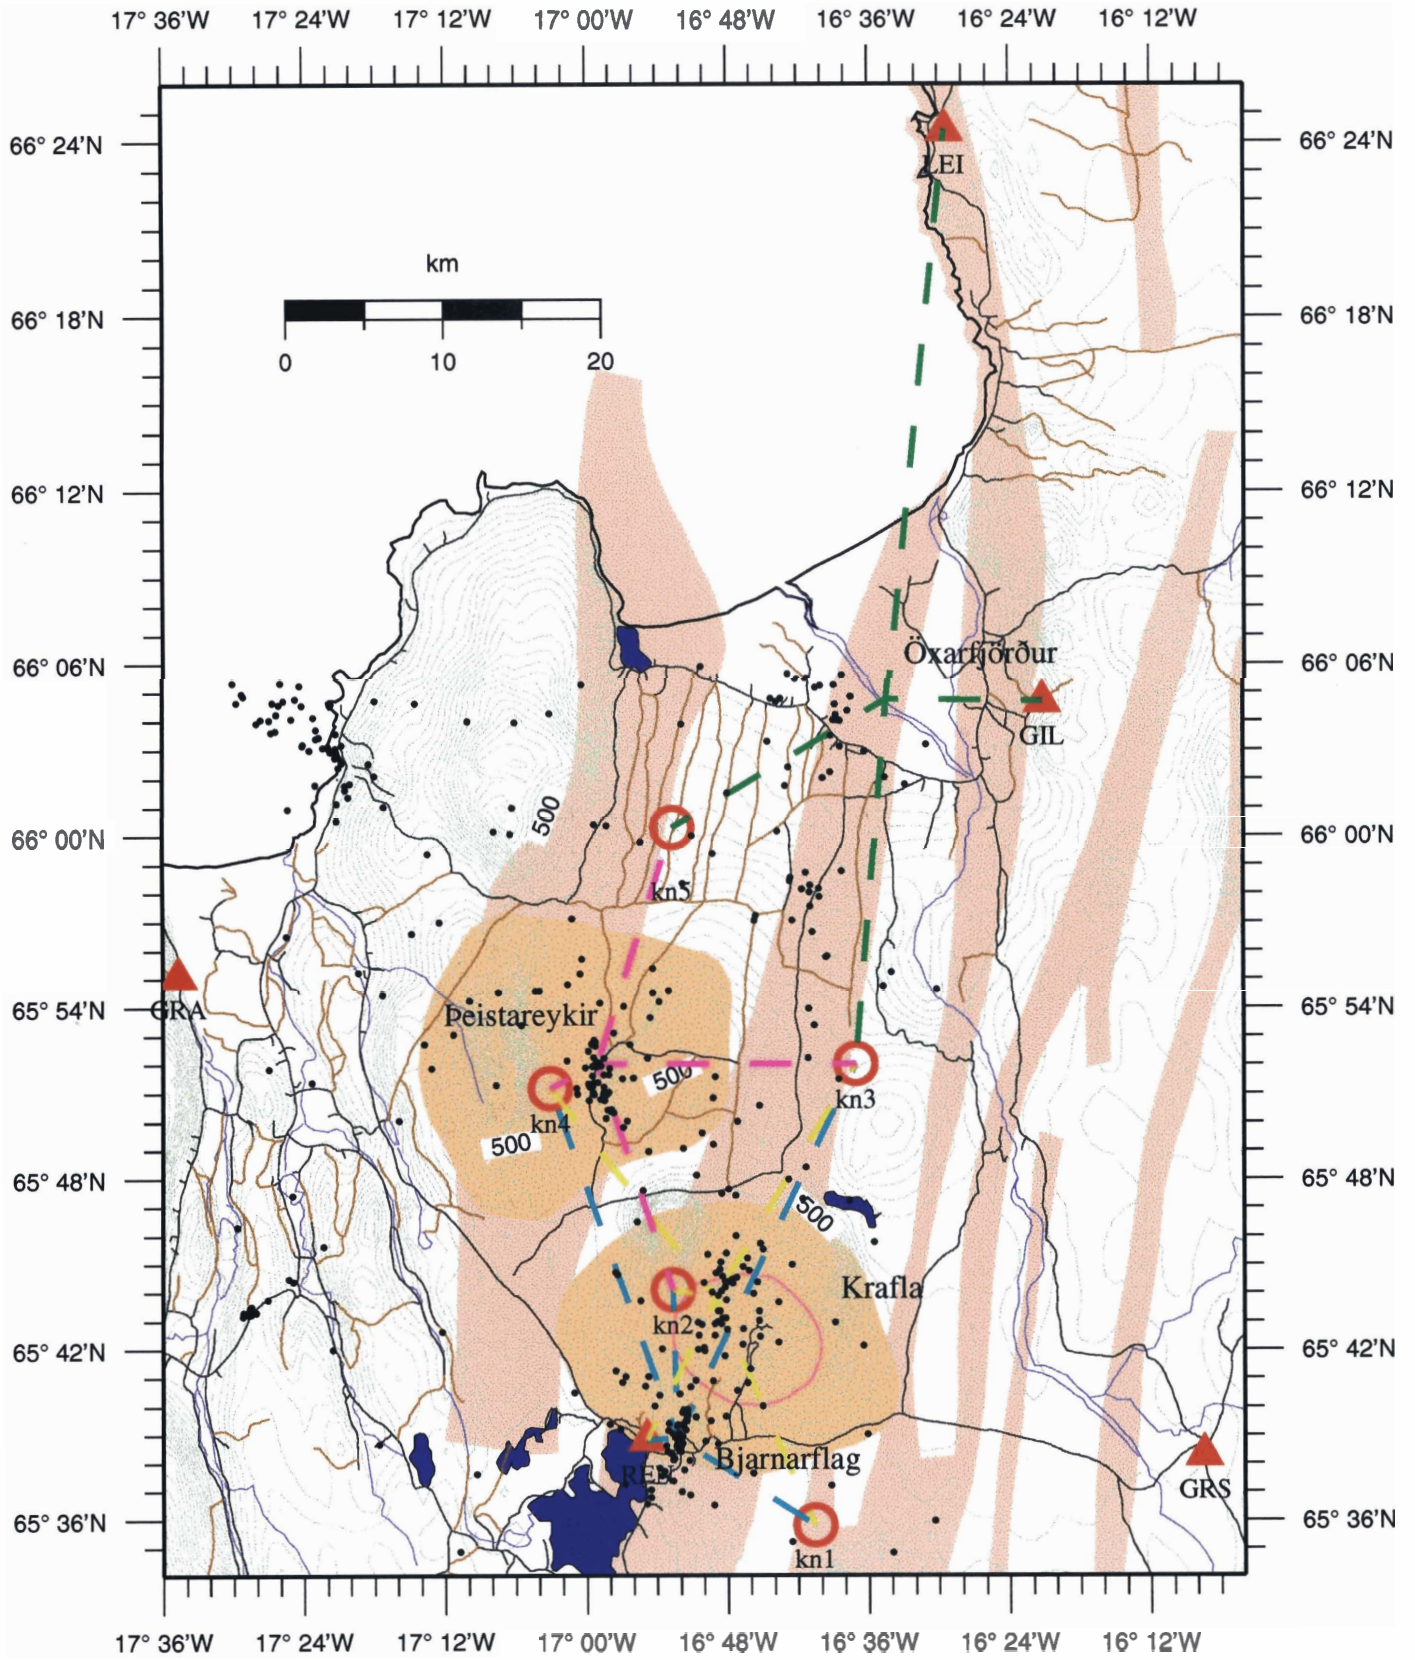 17° 36'W 17° 24'W 17° 12'W 17° 00'W 16° 48'W 16° 36'W 16° 24'W 16° 12'W
66° 24'N 66° 24'N
LEI
km
66° 18'N 66° 18'N
0 10 20
66° 12'N 66° 12'N
66° 06'N Öxarfjörður 66° 06'N
GIL
500
66° 00'N 66° 00'N
kn5
GRA
65° 54'N Þeistareykir 65° 54'N
500
kn3
kn4
500
65° 48'N 65° 48'N
500
Krafla
kn2
65° 42'N 65° 42'N
Bjarnarflag
GRS
65° 36'N 65° 36'N
kn1
17° 36'W 17° 24'W 17° 12'W 17° 00'W 16° 48'W 16° 36'W 16° 24'W 16° 12'W